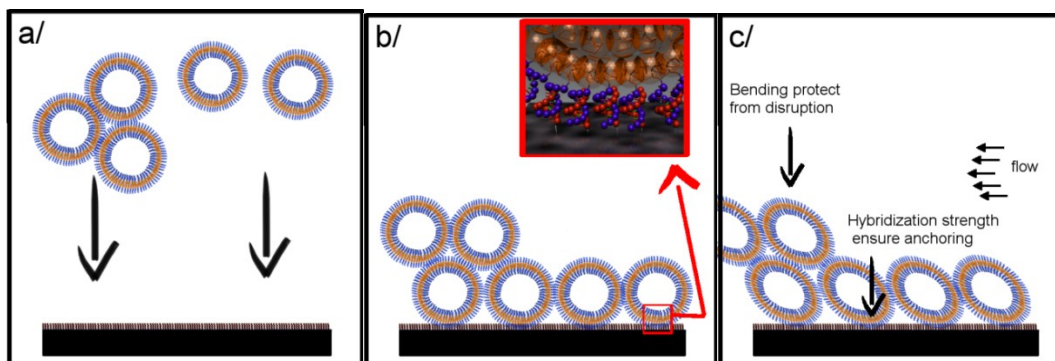 a/
b/
c/
Bending protect
from disruption
flow
Hybridization strength
ensure anchoring